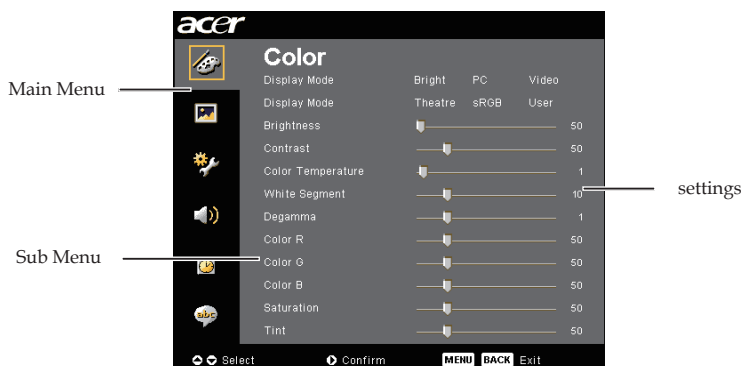 acer
Color
Display Mode Bright PC Video
Main Menu
Display Mode Theatre sRGB User
Brightness 50
Contrast 50
Color Temperature 1
White Segment 10
settings
Degamma 1
Color R 50
Sub Menu
Color G 50
Color B 50
Saturation 50
abc
Tint 50
Select Confirm MENU BACK Exit